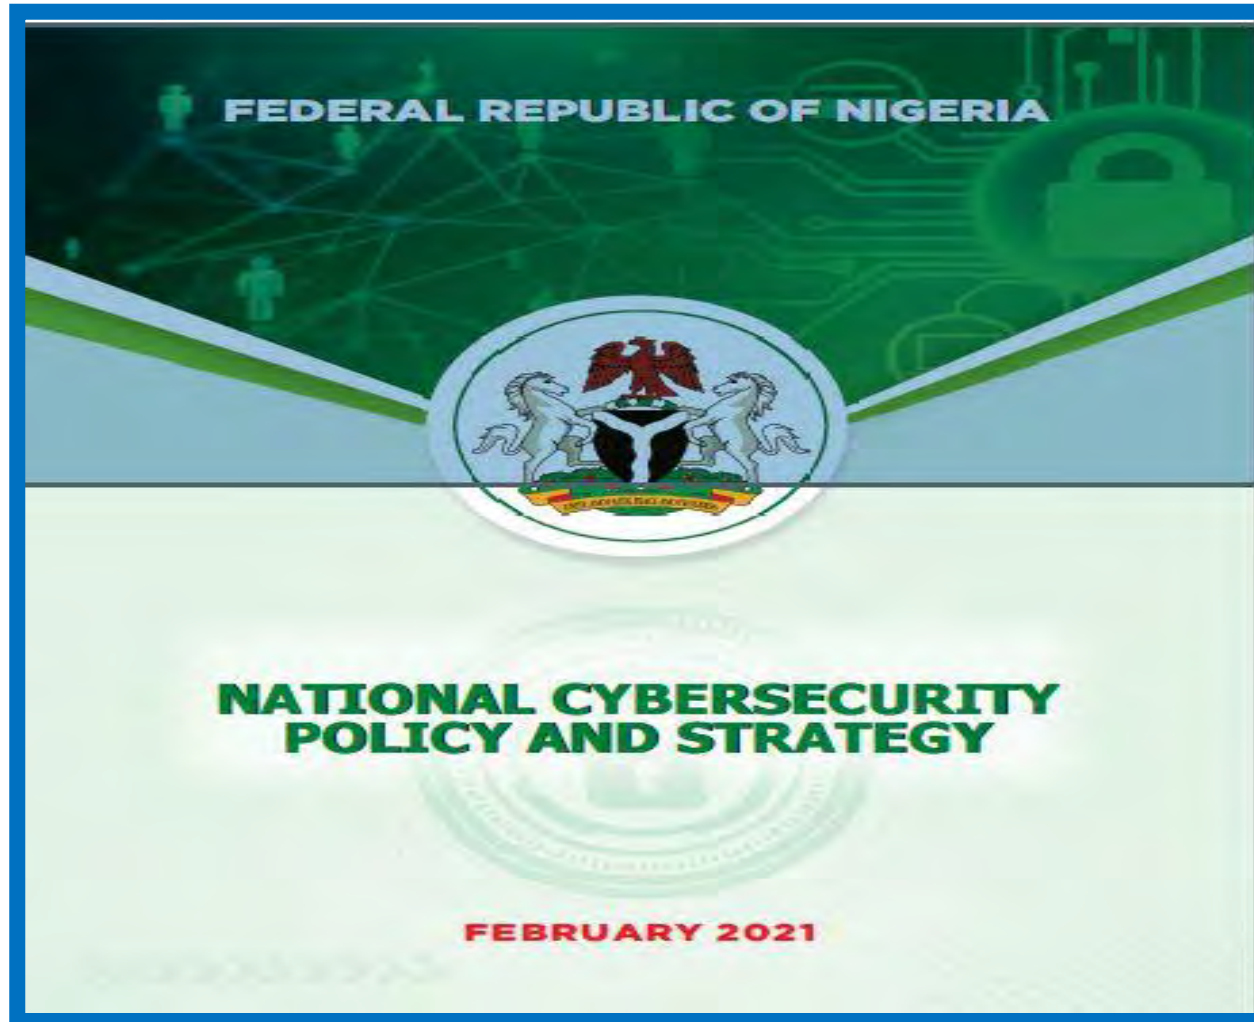 FEDERAL REPUBLIC OF NIGERIA
NATIONAL CYBERSECURITY
POLICY AND STRATEGY
FEBRUARY 2021